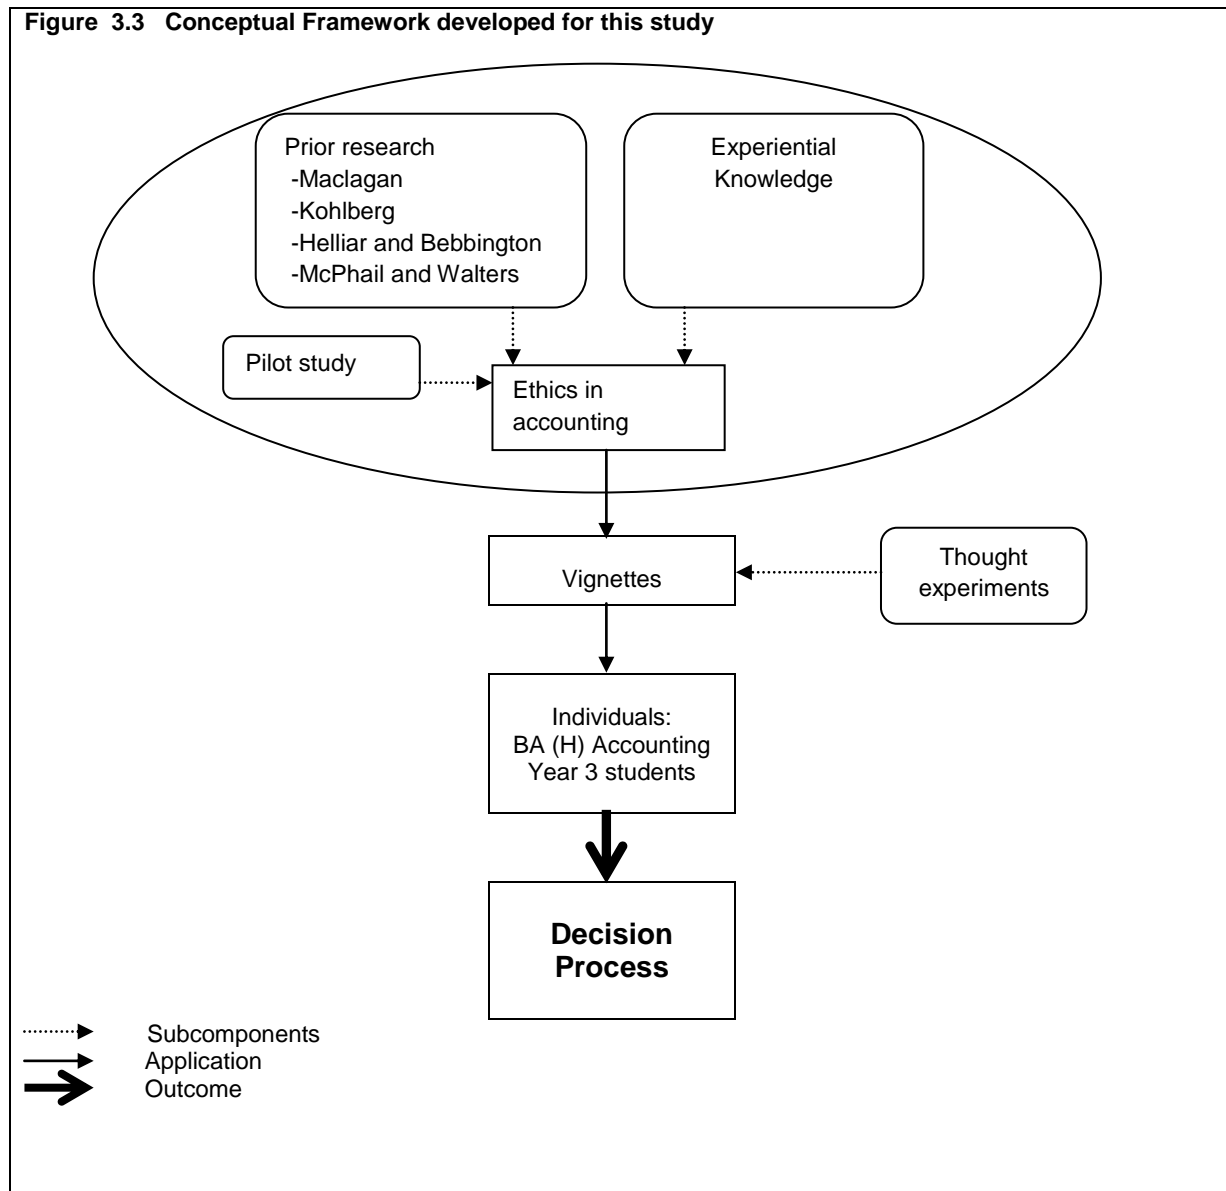 Figure 3.3 Conceptual Framework developed for this study
Prior research
-Maclagan
-Kohlberg
-Helliar and Bebbington
-McPhail and Walters
Experiential
Knowledge
Pilot study
Ethics in
accounting
Vignettes
Thought
experiments
Individuals:
BA (H) Accounting
Year 3 students
Decision
Process
Subcomponents
Application
Outcome